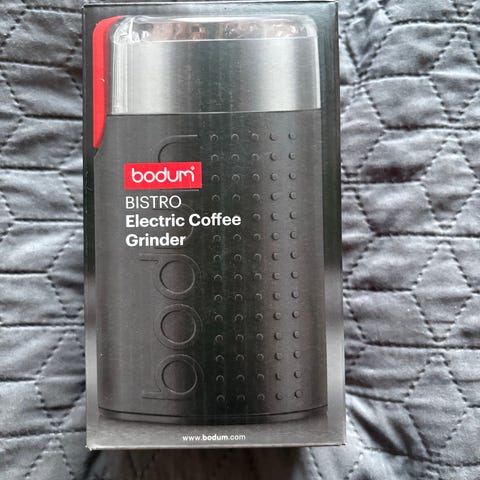 bodum®
BISTRO
Electric Coffee
Grinder
bodum
www.bodum.com